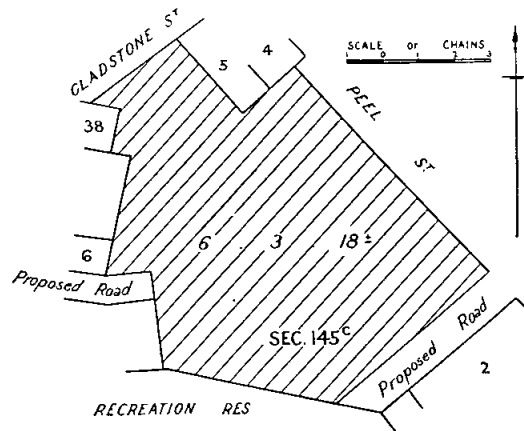 GLADSTONE ST
5
4
SCALE OF CHAINS
1 0 1 2 3
PEEL ST
38
6 3 18±
6
Proposed Road
SEC. 145C
Proposed Road
2
RECREATION RES